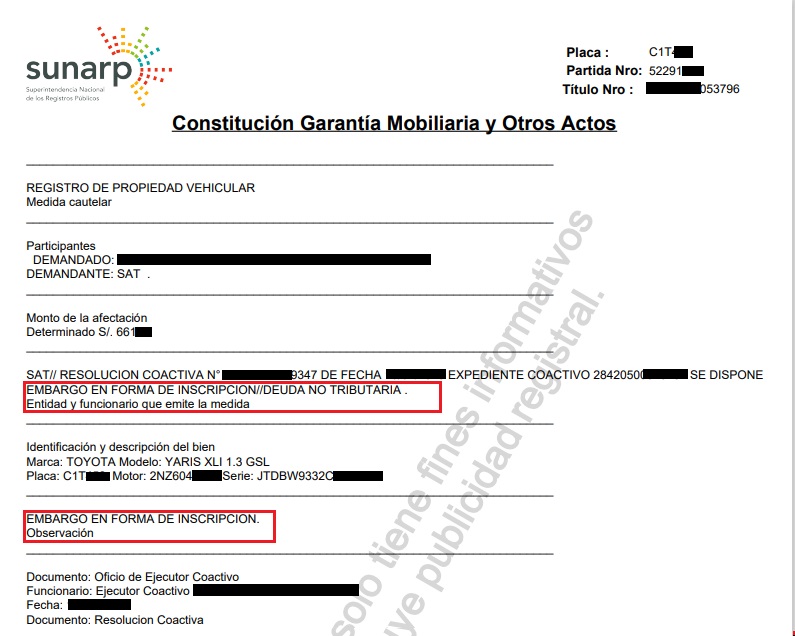 sunarp
Superintendencia Nacional
de los Registros Públicos
Placa : C1T
Partida Nro: 52291
Título Nro : 053796
Constitución Garantía Mobiliaria y Otros Actos
REGISTRO DE PROPIEDAD VEHICULAR
Medida cautelar
Participantes
DEMANDADO:
DEMANDANTE: SAT .
Monto de la afectación
Determinado S/. 661
SAT// RESOLUCION COACTIVA N° 9347 DE FECHA EXPEDIENTE COACTIVO 28420500 SE DISPONE
EMBARGO EN FORMA DE INSCRIPCION//DEUDA NO TRIBUTARIA .
Entidad y funcionario que emite la medida
Identificación y descripción del bien
Marca: TOYOTA Modelo: YARIS XLI 1.3 GSL
Placa: C1T Motor: 2NZ604 Serie: JTDBW9332C
EMBARGO EN FORMA DE INSCRIPCION.
Observación
Documento: Oficio de Ejecutor Coactivo
Funcionario: Ejecutor Coactivo
Fecha:
Documento: Resolucion Coactiva
solo tiene fines informativos
uye publicidad registral.